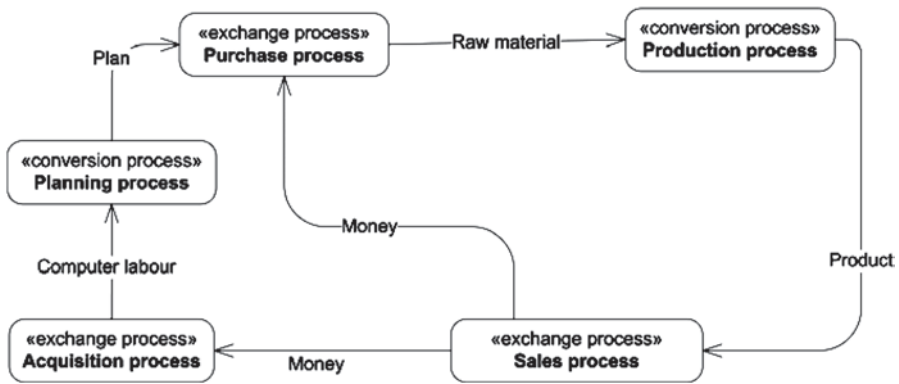 «exchange process»
Purchase process
Raw material
«conversion process»
Production process
Plan
«conversion process»
Planning process
Money
Computer labour
Product
«exchange process»
Acquisition process
Money
«exchange process»
Sales process